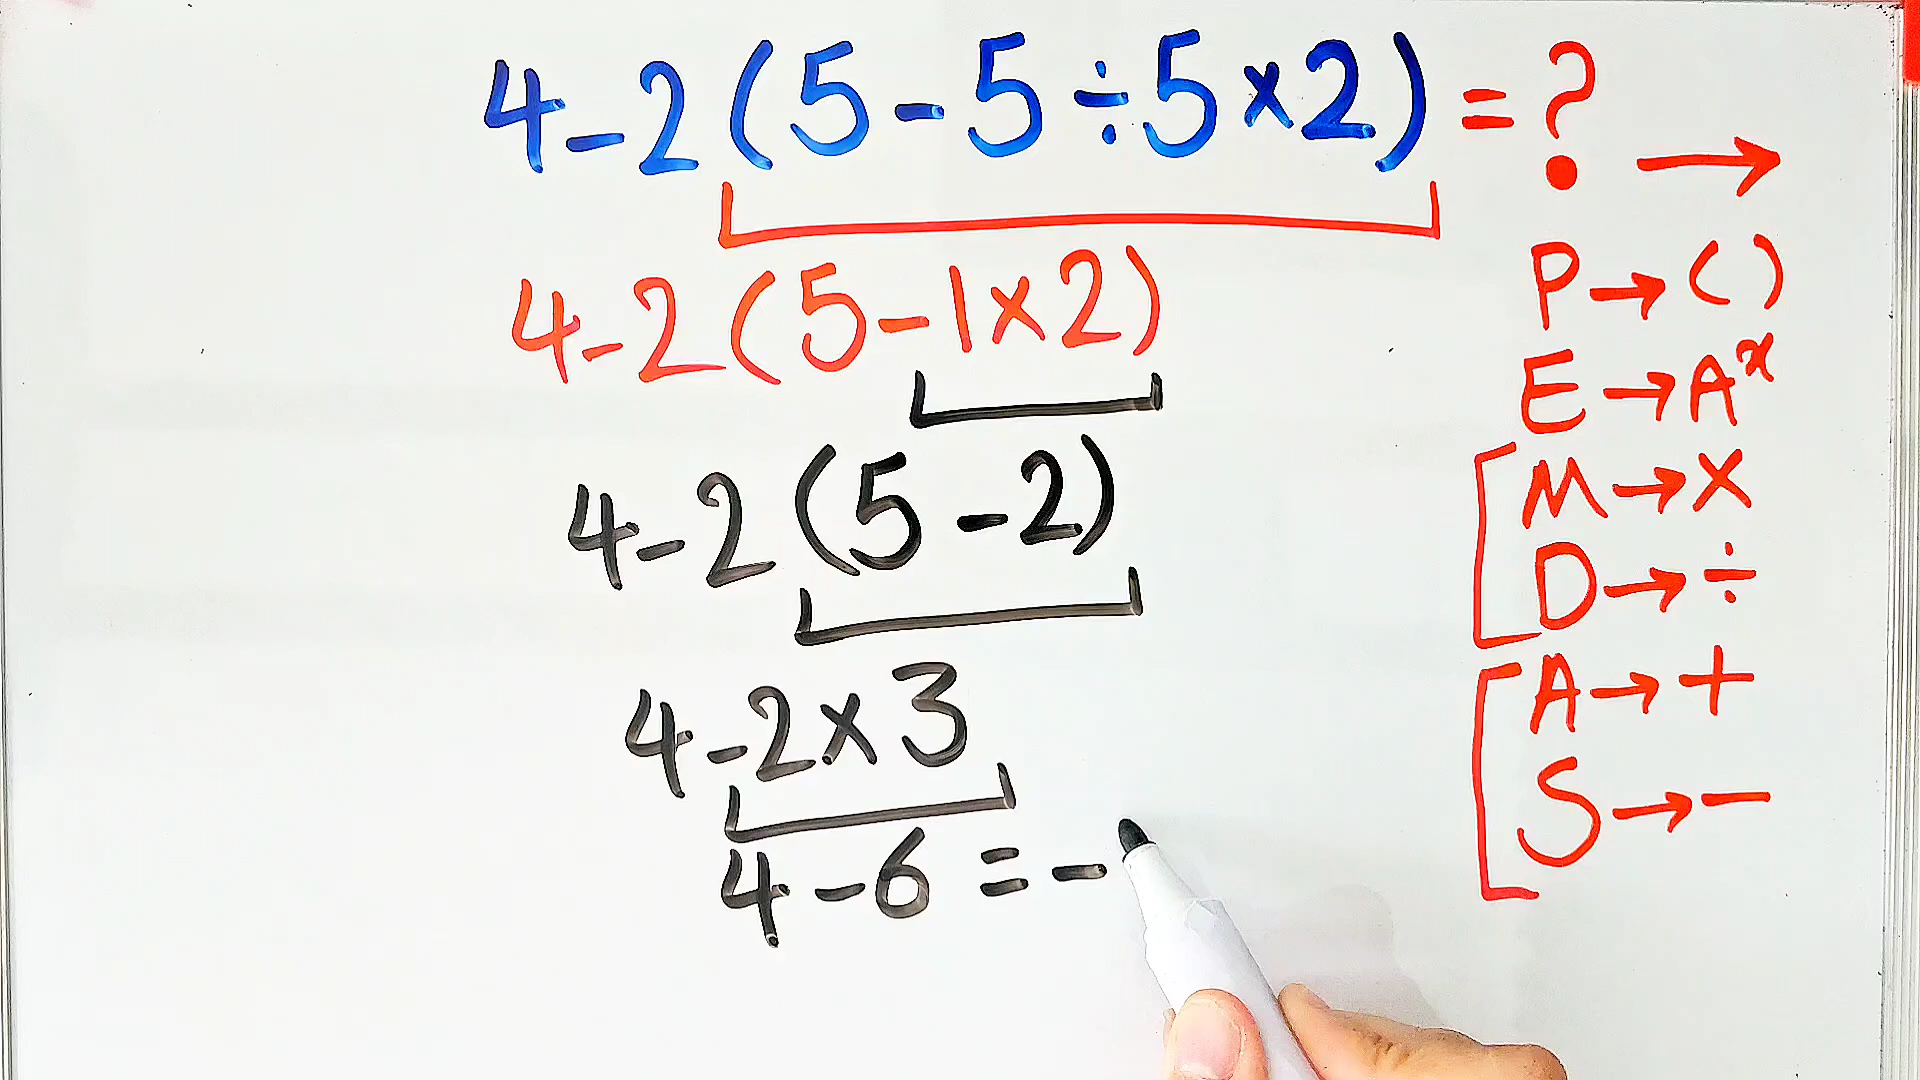 4-2(5-5÷5×2)=? →
4-2(5-1×2)
4-2(5-2)
4-2×3
4-6=-
P→( )
E→Aˣ
M→×
D→÷
A→+
S→-